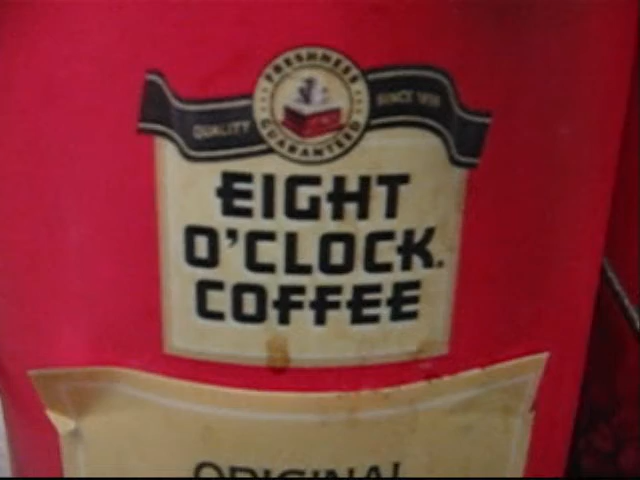 FRESHNESS
GUARANTEED
QUALITY
SINCE 1859
EIGHT
O'CLOCK.
COFFEE
ORIGINAL